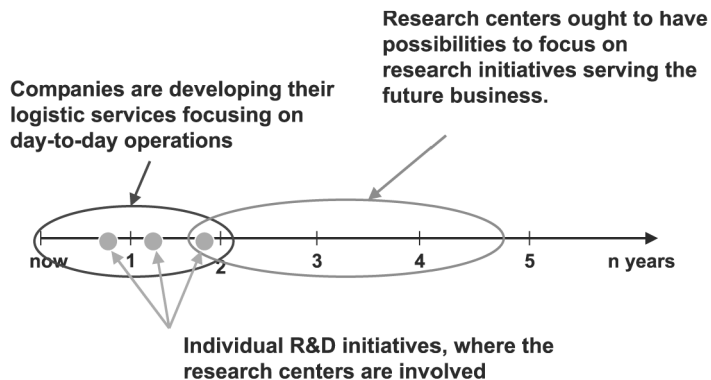 Research centers ought to have
possibilities to focus on
research initiatives serving the
future business.
Companies are developing their
logistic services focusing on
day-to-day operations
now 1 2 3 4 5 n years
Individual R&D initiatives, where the
research centers are involved